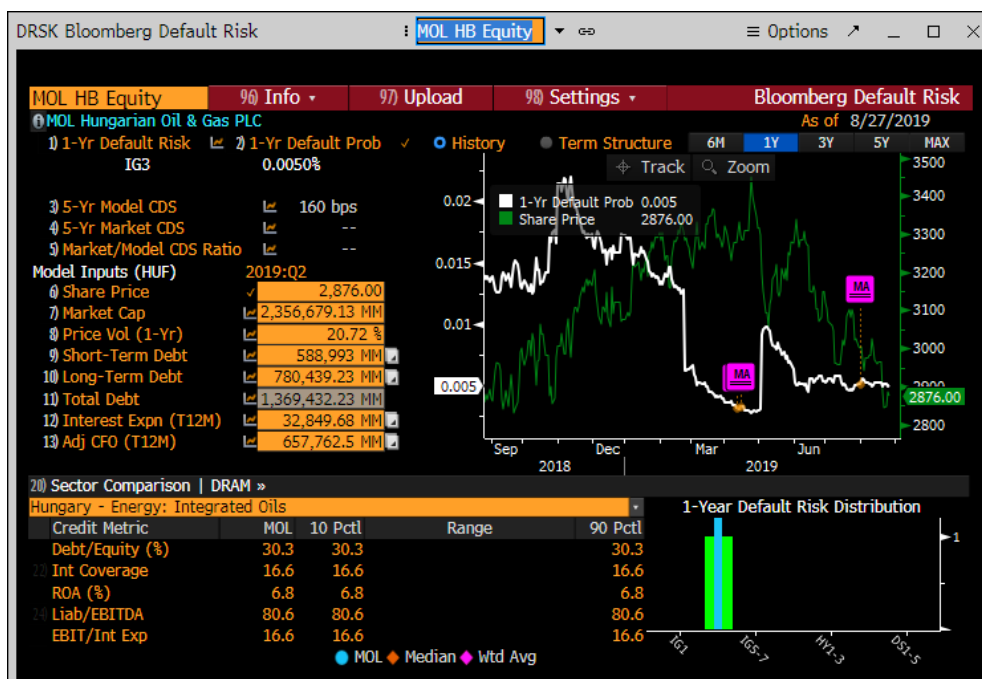 DRSK Bloomberg Default Risk MOL HB Equity Options
MOL HB Equity 96) Info 97) Upload 98) Settings Bloomberg Default Risk
MOL Hungarian Oil & Gas PLC As of 8/27/2019
1) 1-Yr Default Risk 2) 1-Yr Default Prob History Term Structure 6M 1Y 3Y 5Y MAX
IG3 0.0050%
Track Zoom
1-Yr Default Prob 0.005
Share Price 2876.00
3) 5-Yr Model CDS 160 bps
4) 5-Yr Market CDS --
5) Market/Model CDS Ratio --
Model Inputs (HUF) 2019:Q2
6) Share Price 2,876.00
7) Market Cap 2,356,679.13 MM
8) Price Vol (1-Yr) 20.72 %
9) Short-Term Debt 588,993 MM
10) Long-Term Debt 780,439.23 MM
11) Total Debt 1,369,432.23 MM
12) Interest Expn (T12M) 32,849.68 MM
13) Adj CFO (T12M) 657,762.5 MM
0.02
0.015
0.01
0.005
3500
3400
3300
3200
3100
3000
2900
2876.00
2800
MA
MA
Sep Dec Mar Jun
2018 2019
20) Sector Comparison | DRAM »
Hungary - Energy: Integrated Oils
Credit Metric MOL 10 Pctl Range 90 Pctl
Debt/Equity (%) 30.3 30.3 30.3
22) Int Coverage 16.6 16.6 16.6
ROA (%) 6.8 6.8 6.8
24) Liab/EBITDA 80.6 80.6 80.6
EBIT/Int Exp 16.6 16.6 16.6
MOL Median Wtd Avg
1-Year Default Risk Distribution
1
IG1 IG5-7 HY1-3 DS1-5